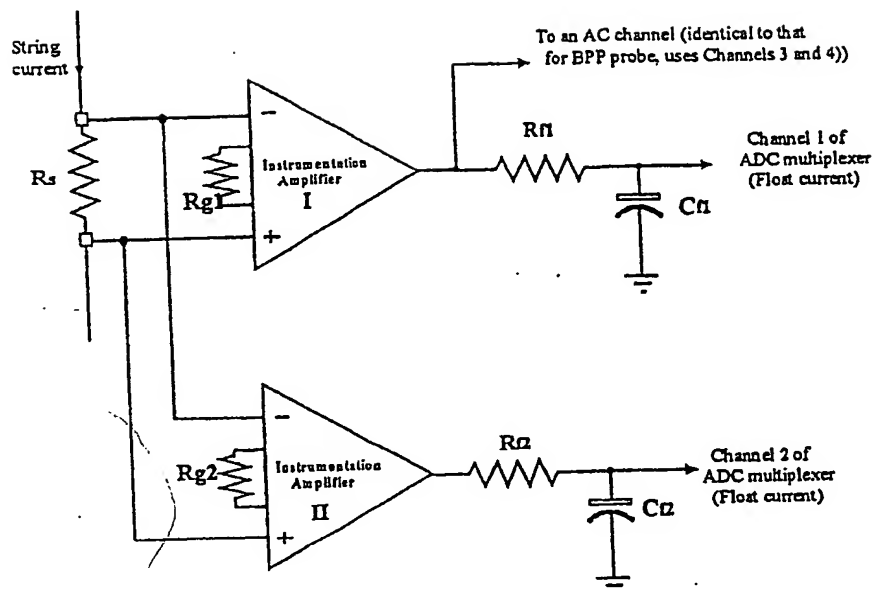 String
current
To an AC channel (identical to that
for BPP probe, uses Channels 3 and 4))
Rs
Rg1
−
Instrumentation
Amplifier
I
+
Rf1
Channel 1 of
ADC multiplexer
(Float current)
Cf1
Rg2
−
Instrumentation
Amplifier
II
+
Rf2
Channel 2 of
ADC multiplexer
(Float current)
Cf2